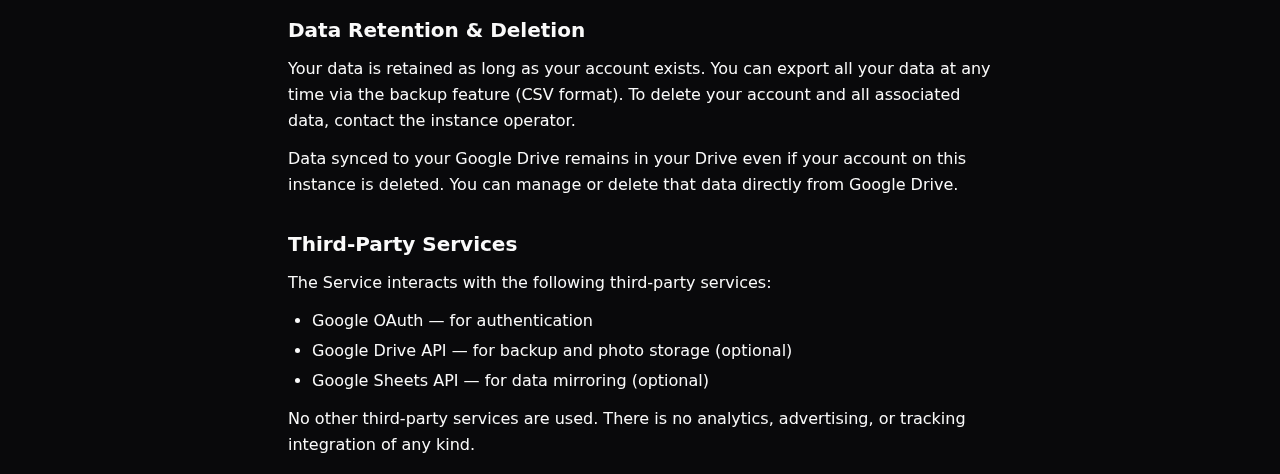 Data Retention & Deletion
Your data is retained as long as your account exists. You can export all your data at any
time via the backup feature (CSV format). To delete your account and all associated
data, contact the instance operator.
Data synced to your Google Drive remains in your Drive even if your account on this
instance is deleted. You can manage or delete that data directly from Google Drive.
Third-Party Services
The Service interacts with the following third-party services:
• Google OAuth — for authentication
• Google Drive API — for backup and photo storage (optional)
• Google Sheets API — for data mirroring (optional)
No other third-party services are used. There is no analytics, advertising, or tracking
integration of any kind.